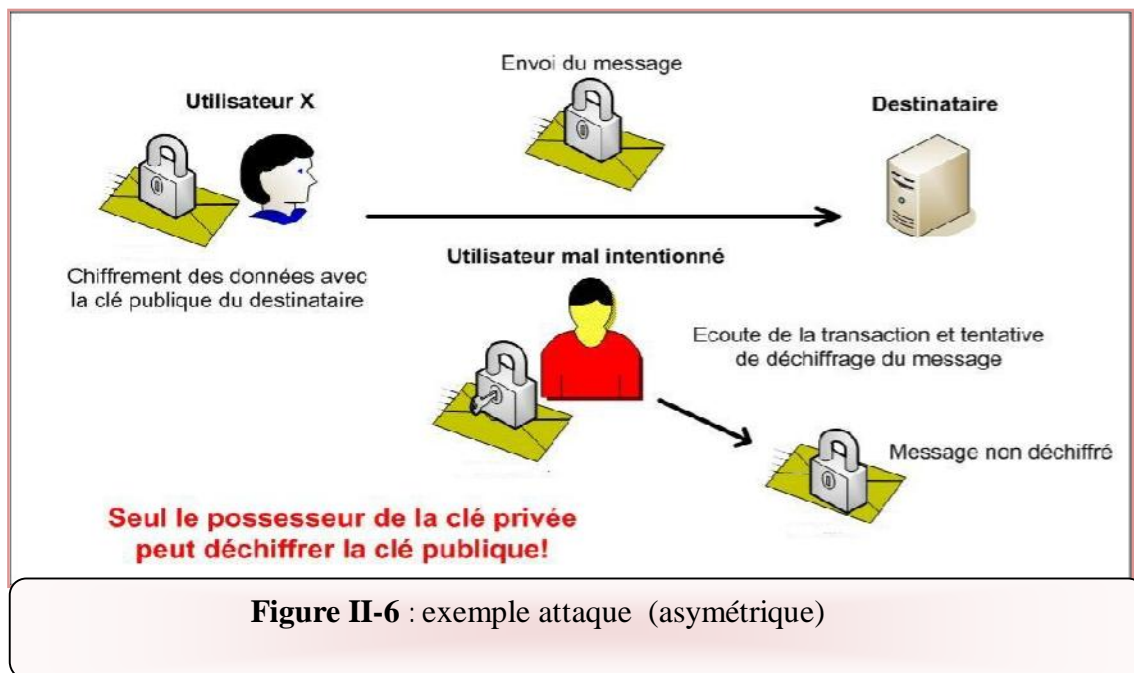 Envoi du message
Utilisateur X
Destinataire
Chiffrement des données avec
la clé publique du destinataire
Utilisateur mal intentionné
Ecoute de la transaction et tentative
de déchiffrage du message
Message non déchiffré
Seul le possesseur de la clé privée
peut déchiffrer la clé publique!
Figure II-6 : exemple attaque (asymétrique)